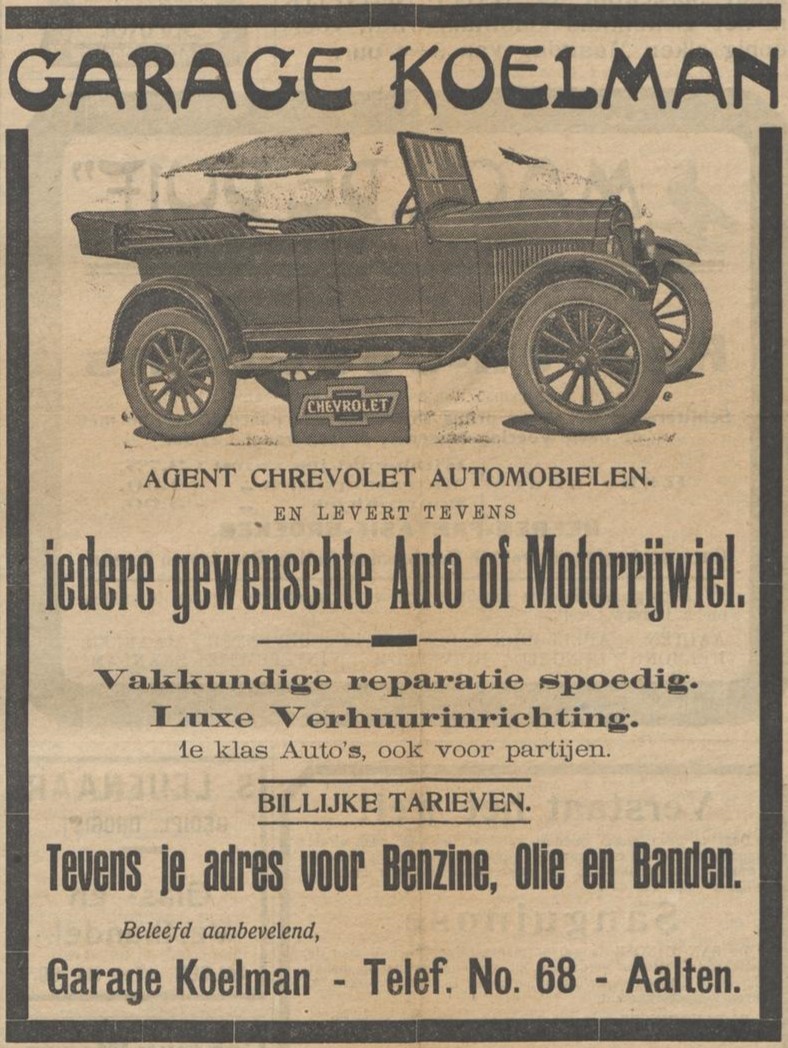 GARAGE KOELMAN
CHEVROLET
AGENT CHREVOLET AUTOMOBIELEN.
EN LEVERT TEVENS
iedere gewenschte Auto of Motorrijwiel.
Vakkundige reparatie spoedig.
Luxe Verhuurinrichting.
1e klas Auto's, ook voor partijen.
BILLIJKE TARIEVEN.
Tevens je adres voor Benzine, Olie en Banden.
Beleefd aanbevelend,
Garage Koelman - Telef. No. 68 - Aalten.